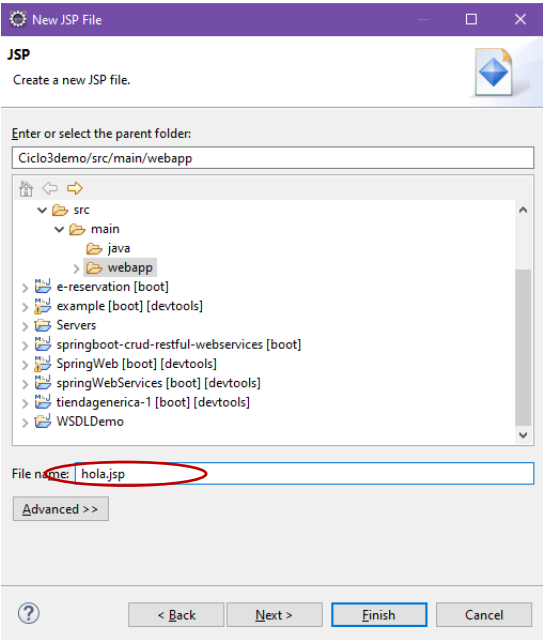 New JSP File
JSP
Create a new JSP file.
Enter or select the parent folder:
Ciclo3demo/src/main/webapp
src
main
java
webapp
e-reservation [boot]
example [boot] [devtools]
Servers
springboot-crud-restful-webservices [boot]
SpringWeb [boot] [devtools]
springWebServices [boot] [devtools]
tiendagenerica-1 [boot] [devtools]
WSDLDemo
File name: hola.jsp
Advanced >>
? < Back Next > Finish Cancel